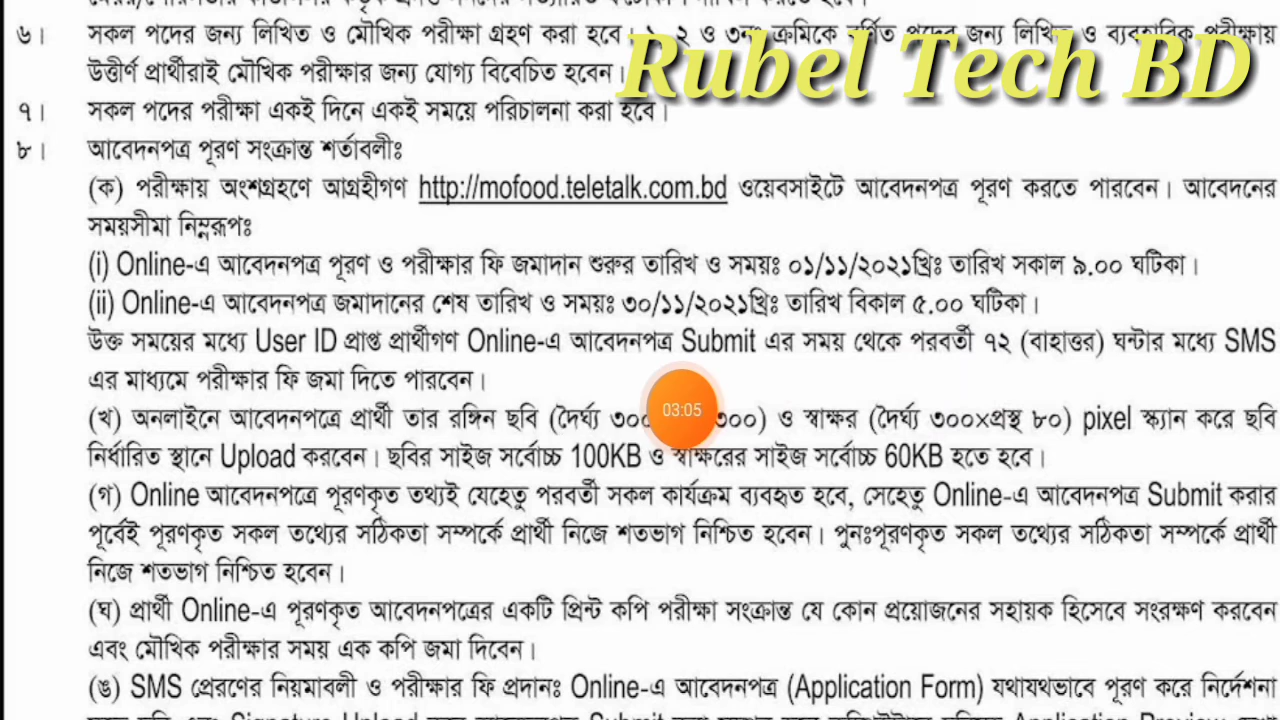 ৬। সকল পদের জন্য লিখিত ও মৌখিক পরীক্ষা গ্রহণ করা হবে। ১, ২ ও ৩নং ক্রমিকে বর্ণিত পদের জন্য লিখিত ও ব্যবহারিক পরীক্ষায়
উত্তীর্ণ প্রার্থীরাই মৌখিক পরীক্ষার জন্য যোগ্য বিবেচিত হবেন।
Rubel Tech BD
৭। সকল পদের পরীক্ষা একই দিনে একই সময়ে পরিচালনা করা হবে।
৮। আবেদনপত্র পূরণ সংক্রান্ত শর্তাবলীঃ
(ক) পরীক্ষায় অংশগ্রহণে আগ্রহীগণ http://mofood.teletalk.com.bd ওয়েবসাইটে আবেদনপত্র পূরণ করতে পারবেন। আবেদনের
সময়সীমা নিম্নরূপঃ
(i) Online-এ আবেদনপত্র পূরণ ও পরীক্ষার ফি জমাদান শুরুর তারিখ ও সময়ঃ ০১/১১/২০২১খ্রিঃ তারিখ সকাল ৯.০০ ঘটিকা।
(ii) Online-এ আবেদনপত্র জমাদানের শেষ তারিখ ও সময়ঃ ৩০/১১/২০২১খ্রিঃ তারিখ বিকাল ৫.০০ ঘটিকা।
উক্ত সময়ের মধ্যে User ID প্রাপ্ত প্রার্থীগণ Online-এ আবেদনপত্র Submit এর সময় থেকে পরবর্তী ৭২ (বাহাত্তর) ঘন্টার মধ্যে SMS
এর মাধ্যমে পরীক্ষার ফি জমা দিতে পারবেন।
(খ) অনলাইনে আবেদনপত্রে প্রার্থী তার রঙ্গিন ছবি (দৈর্ঘ্য ৩০০) ও স্বাক্ষর (দৈর্ঘ্য ৩০০×প্রস্থ ৮০) pixel স্ক্যান করে ছবি
03:05
নির্ধারিত স্থানে Upload করবেন। ছবির সাইজ সর্বোচ্চ 100KB ও স্বাক্ষরের সাইজ সর্বোচ্চ 60KB হতে হবে।
(গ) Online আবেদনপত্রে পূরণকৃত তথ্যই যেহেতু পরবর্তী সকল কার্যক্রম ব্যবহৃত হবে, সেহেতু Online-এ আবেদনপত্র Submit করার
পূর্বেই পূরণকৃত সকল তথ্যের সঠিকতা সম্পর্কে প্রার্থী নিজে শতভাগ নিশ্চিত হবেন। পুনঃপূরণকৃত সকল তথ্যের সঠিকতা সম্পর্কে প্রার্থী
নিজে শতভাগ নিশ্চিত হবেন।
(ঘ) প্রার্থী Online-এ পূরণকৃত আবেদনপত্রের একটি প্রিন্ট কপি পরীক্ষা সংক্রান্ত যে কোন প্রয়োজনের সহায়ক হিসেবে সংরক্ষণ করবেন
এবং মৌখিক পরীক্ষার সময় এক কপি জমা দিবেন।
(ঙ) SMS প্রেরণের নিয়মাবলী ও পরীক্ষার ফি প্রদানঃ Online-এ আবেদনপত্র (Application Form) যথাযথভাবে পূরণ করে নির্দেশনা